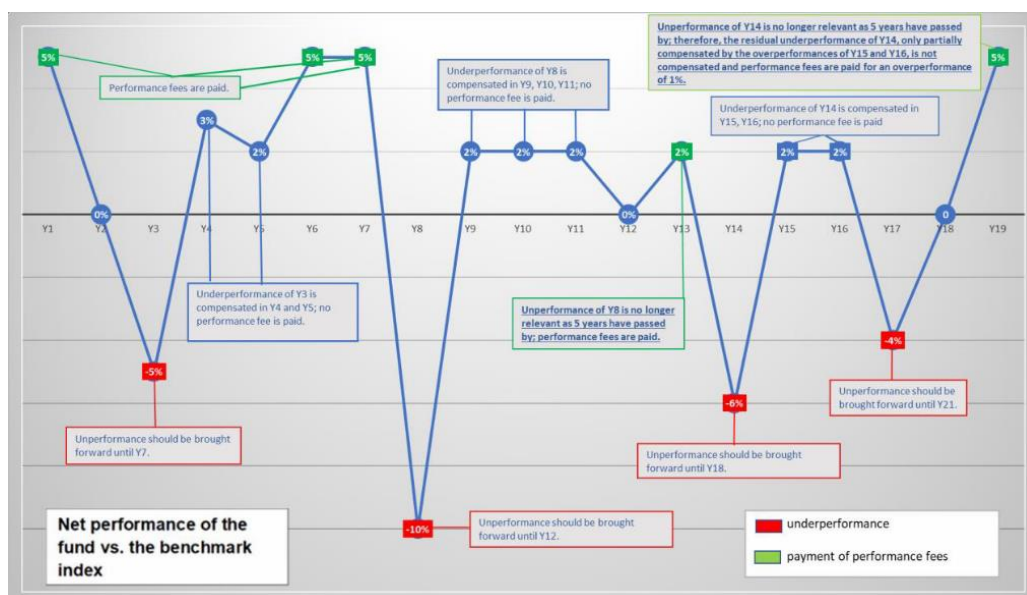 Unperformance of Y14 is no longer relevant as 5 years have passed
by; therefore, the residual underperformance of Y14, only partially
compensated by the overperformances of Y15 and Y16, is not
compensated and performance fees are paid for an overperformance
of 1%.
5%
5%
5%
5%
Performance fees are paid.
Underperformance of Y8 is
compensated in Y9, Y10, Y11; no
performance fee is paid.
Underperformance of Y14 is compensated in
Y15, Y16; no performance fee is paid
3%
2%
2%
2%
2%
2%
2%
2%
0%
0%
0
Y1
Y2
Y3
Y4
Y5
Y6
Y7
Y8
Y9
Y10
Y11
Y12
Y13
Y14
Y15
Y16
Y17
Y18
Y19
Underperformance of Y3 is
compensated in Y4 and Y5; no
performance fee is paid.
Unperformance of Y8 is no longer
relevant as 5 years have passed
by; performance fees are paid.
-4%
-5%
-6%
Unperformance should be
brought forward until Y21.
Unperformance should be brought
forward until Y7.
Unperformance should be brought
forward until Y18.
-10%
Unperformance should be brought
forward until Y12.
Net performance of the
fund vs. the benchmark
index
underperformance
payment of performance fees